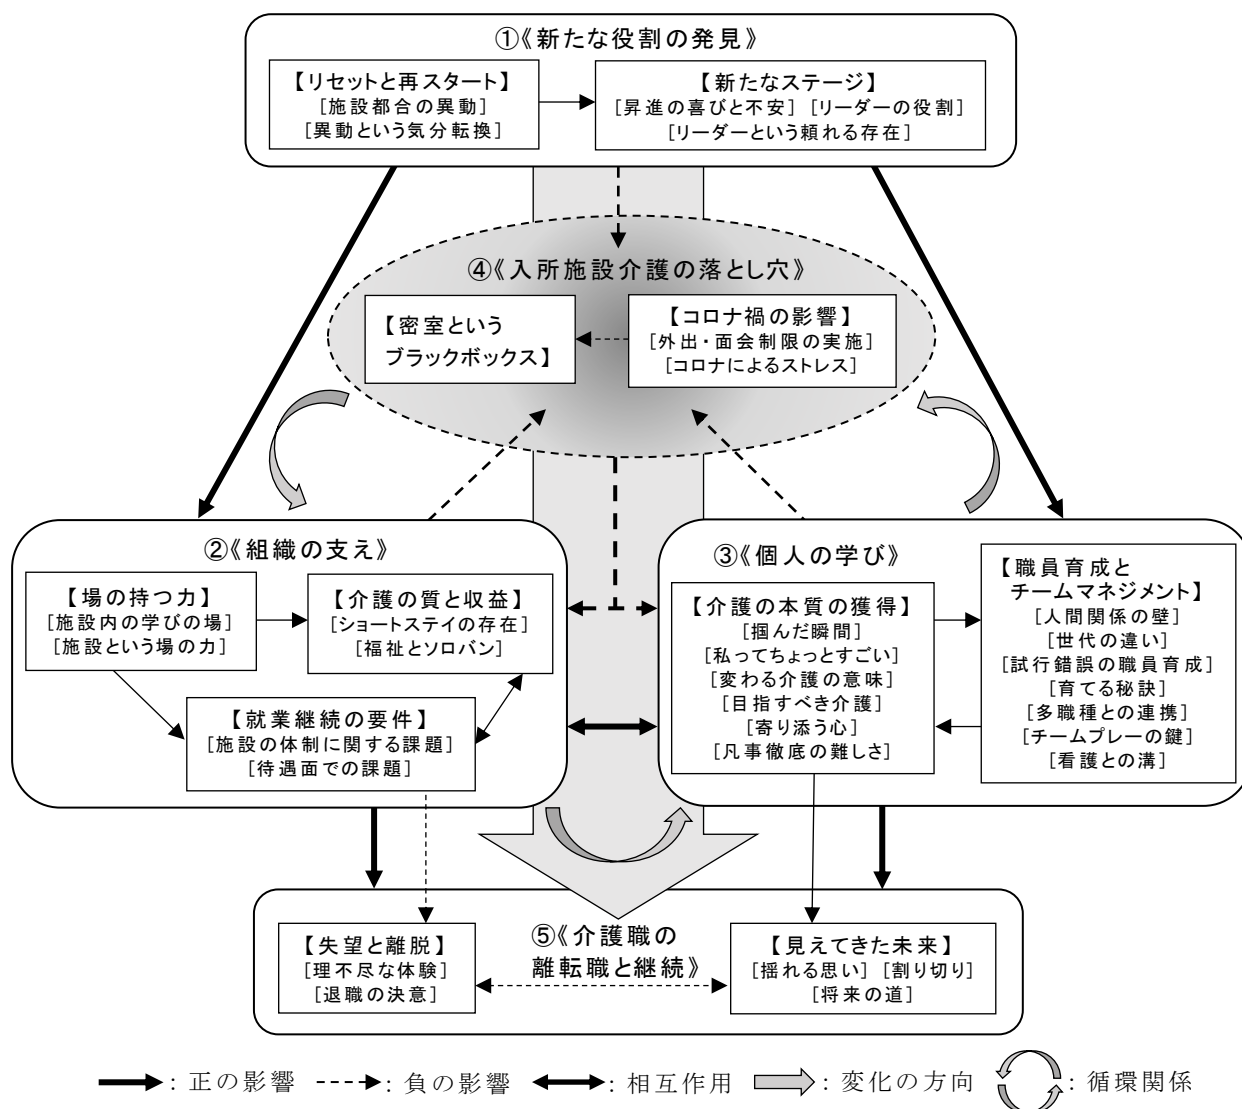 ①《新たな役割の発見》
【リセットと再スタート】
[施設都合の異動]
[異動という気分転換]
【新たなステージ】
[昇進の喜びと不安] [リーダーの役割]
[リーダーという頼れる存在]
④《入所施設介護の落とし穴》
【密室という
ブラックボックス】
【コロナ禍の影響】
[外出・面会制限の実施]
[コロナによるストレス]
②《組織の支え》
【場の持つ力】
[施設内の学びの場]
[施設という場の力]
【介護の質と収益】
[ショートステイの存在]
[福祉とソロバン]
【就業継続の要件】
[施設の体制に関する課題]
[待遇面での課題]
③《個人の学び》
【介護の本質の獲得】
[掴んだ瞬間]
[私ってちょっとすごい]
[変わる介護の意味]
[目指すべき介護]
[寄り添う心]
[凡事徹底の難しさ]
【職員育成と
チームマネジメント】
[人間関係の壁]
[世代の違い]
[試行錯誤の職員育成]
[育てる秘訣]
[多職種との連携]
[チームプレーの鍵]
[看護との溝]
⑤《介護職の
離転職と継続》
【失望と離脱】
[理不尽な体験]
[退職の決意]
【見えてきた未来】
[揺れる思い] [割り切り]
[将来の道]
：正の影響 ：負の影響 ：相互作用 ：変化の方向 ：循環関係